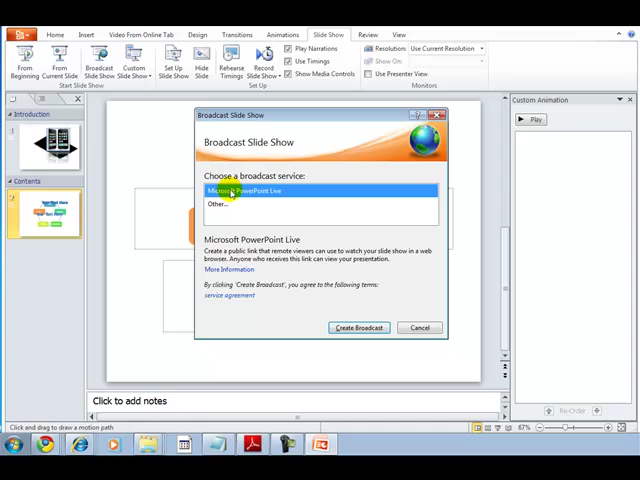 Home Insert Video From Online Tab Design Transitions Animations Slide Show Review View
From Beginning
From Current Slide
Broadcast Slide Show
Custom Slide Show
Set Up Slide Show
Hide Slide
Rehearse Timings
Record Slide Show
Play Narrations
Use Timings
Show Media Controls
Resolution: Use Current Resolution
Show On:
Use Presenter View
Start Slide Show
Set Up
Monitors
Introduction
1
Contents
2
Broadcast Slide Show
Broadcast Slide Show
Choose a broadcast service:
Microsoft PowerPoint Live
Other...
Microsoft PowerPoint Live
Create a public link that remote viewers can use to watch your slide show in a web
browser. Anyone who receives this link can view your presentation.
More Information
By clicking 'Create Broadcast', you agree to the following terms:
service agreement
Create Broadcast
Cancel
Custom Animation
Play
Re-Order
Click to add notes
Click and drag to draw a motion path
67%